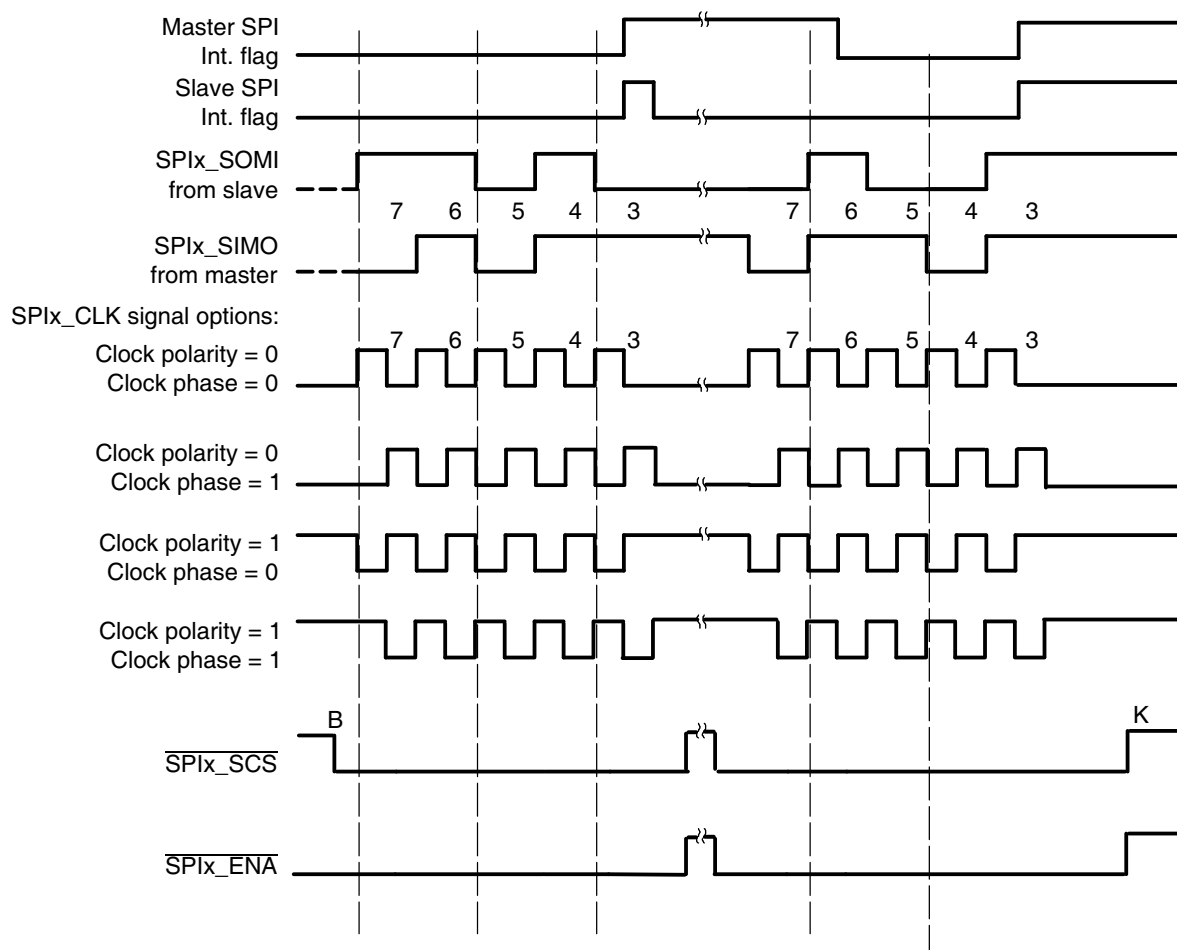 Master SPI
Int. flag
Slave SPI
Int. flag
SPIx_SOMI
from slave
7 6 5 4 3 7 6 5 4 3
SPIx_SIMO
from master
SPIx_CLK signal options:
7 6 5 4 3 7 6 5 4 3
Clock polarity = 0
Clock phase = 0
Clock polarity = 0
Clock phase = 1
Clock polarity = 1
Clock phase = 0
Clock polarity = 1
Clock phase = 1
B K
SPIx_SCS
SPIx_ENA